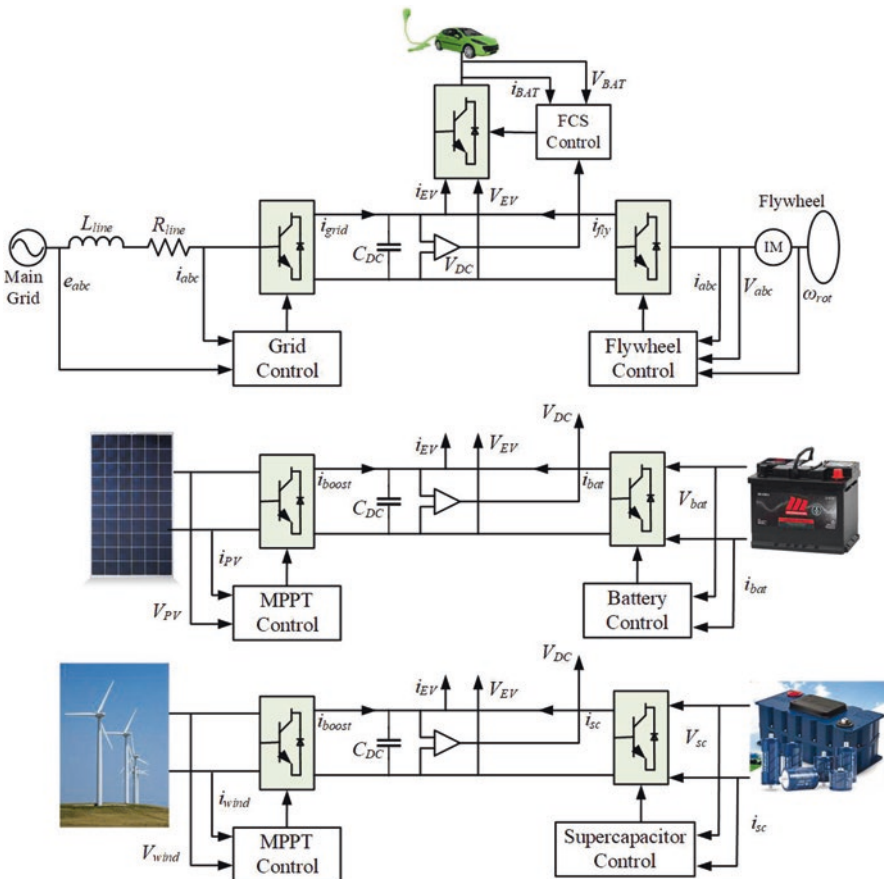 i_BAT
V_BAT
FCS
Control
i_EV
V_EV
Flywheel
L_line
R_line
i_grid
i_fly
C_DC
V_DC
IM
Main
Grid
e_abc
i_abc
i_abc
V_abc
ω_rot
Grid
Control
Flywheel
Control
V_DC
i_EV
V_EV
i_boost
i_bat
C_DC
V_bat
i_PV
V_PV
MPPT
Control
Battery
Control
i_bat
V_DC
i_EV
V_EV
i_boost
i_sc
C_DC
V_sc
i_wind
V_wind
MPPT
Control
Supercapacitor
Control
i_sc